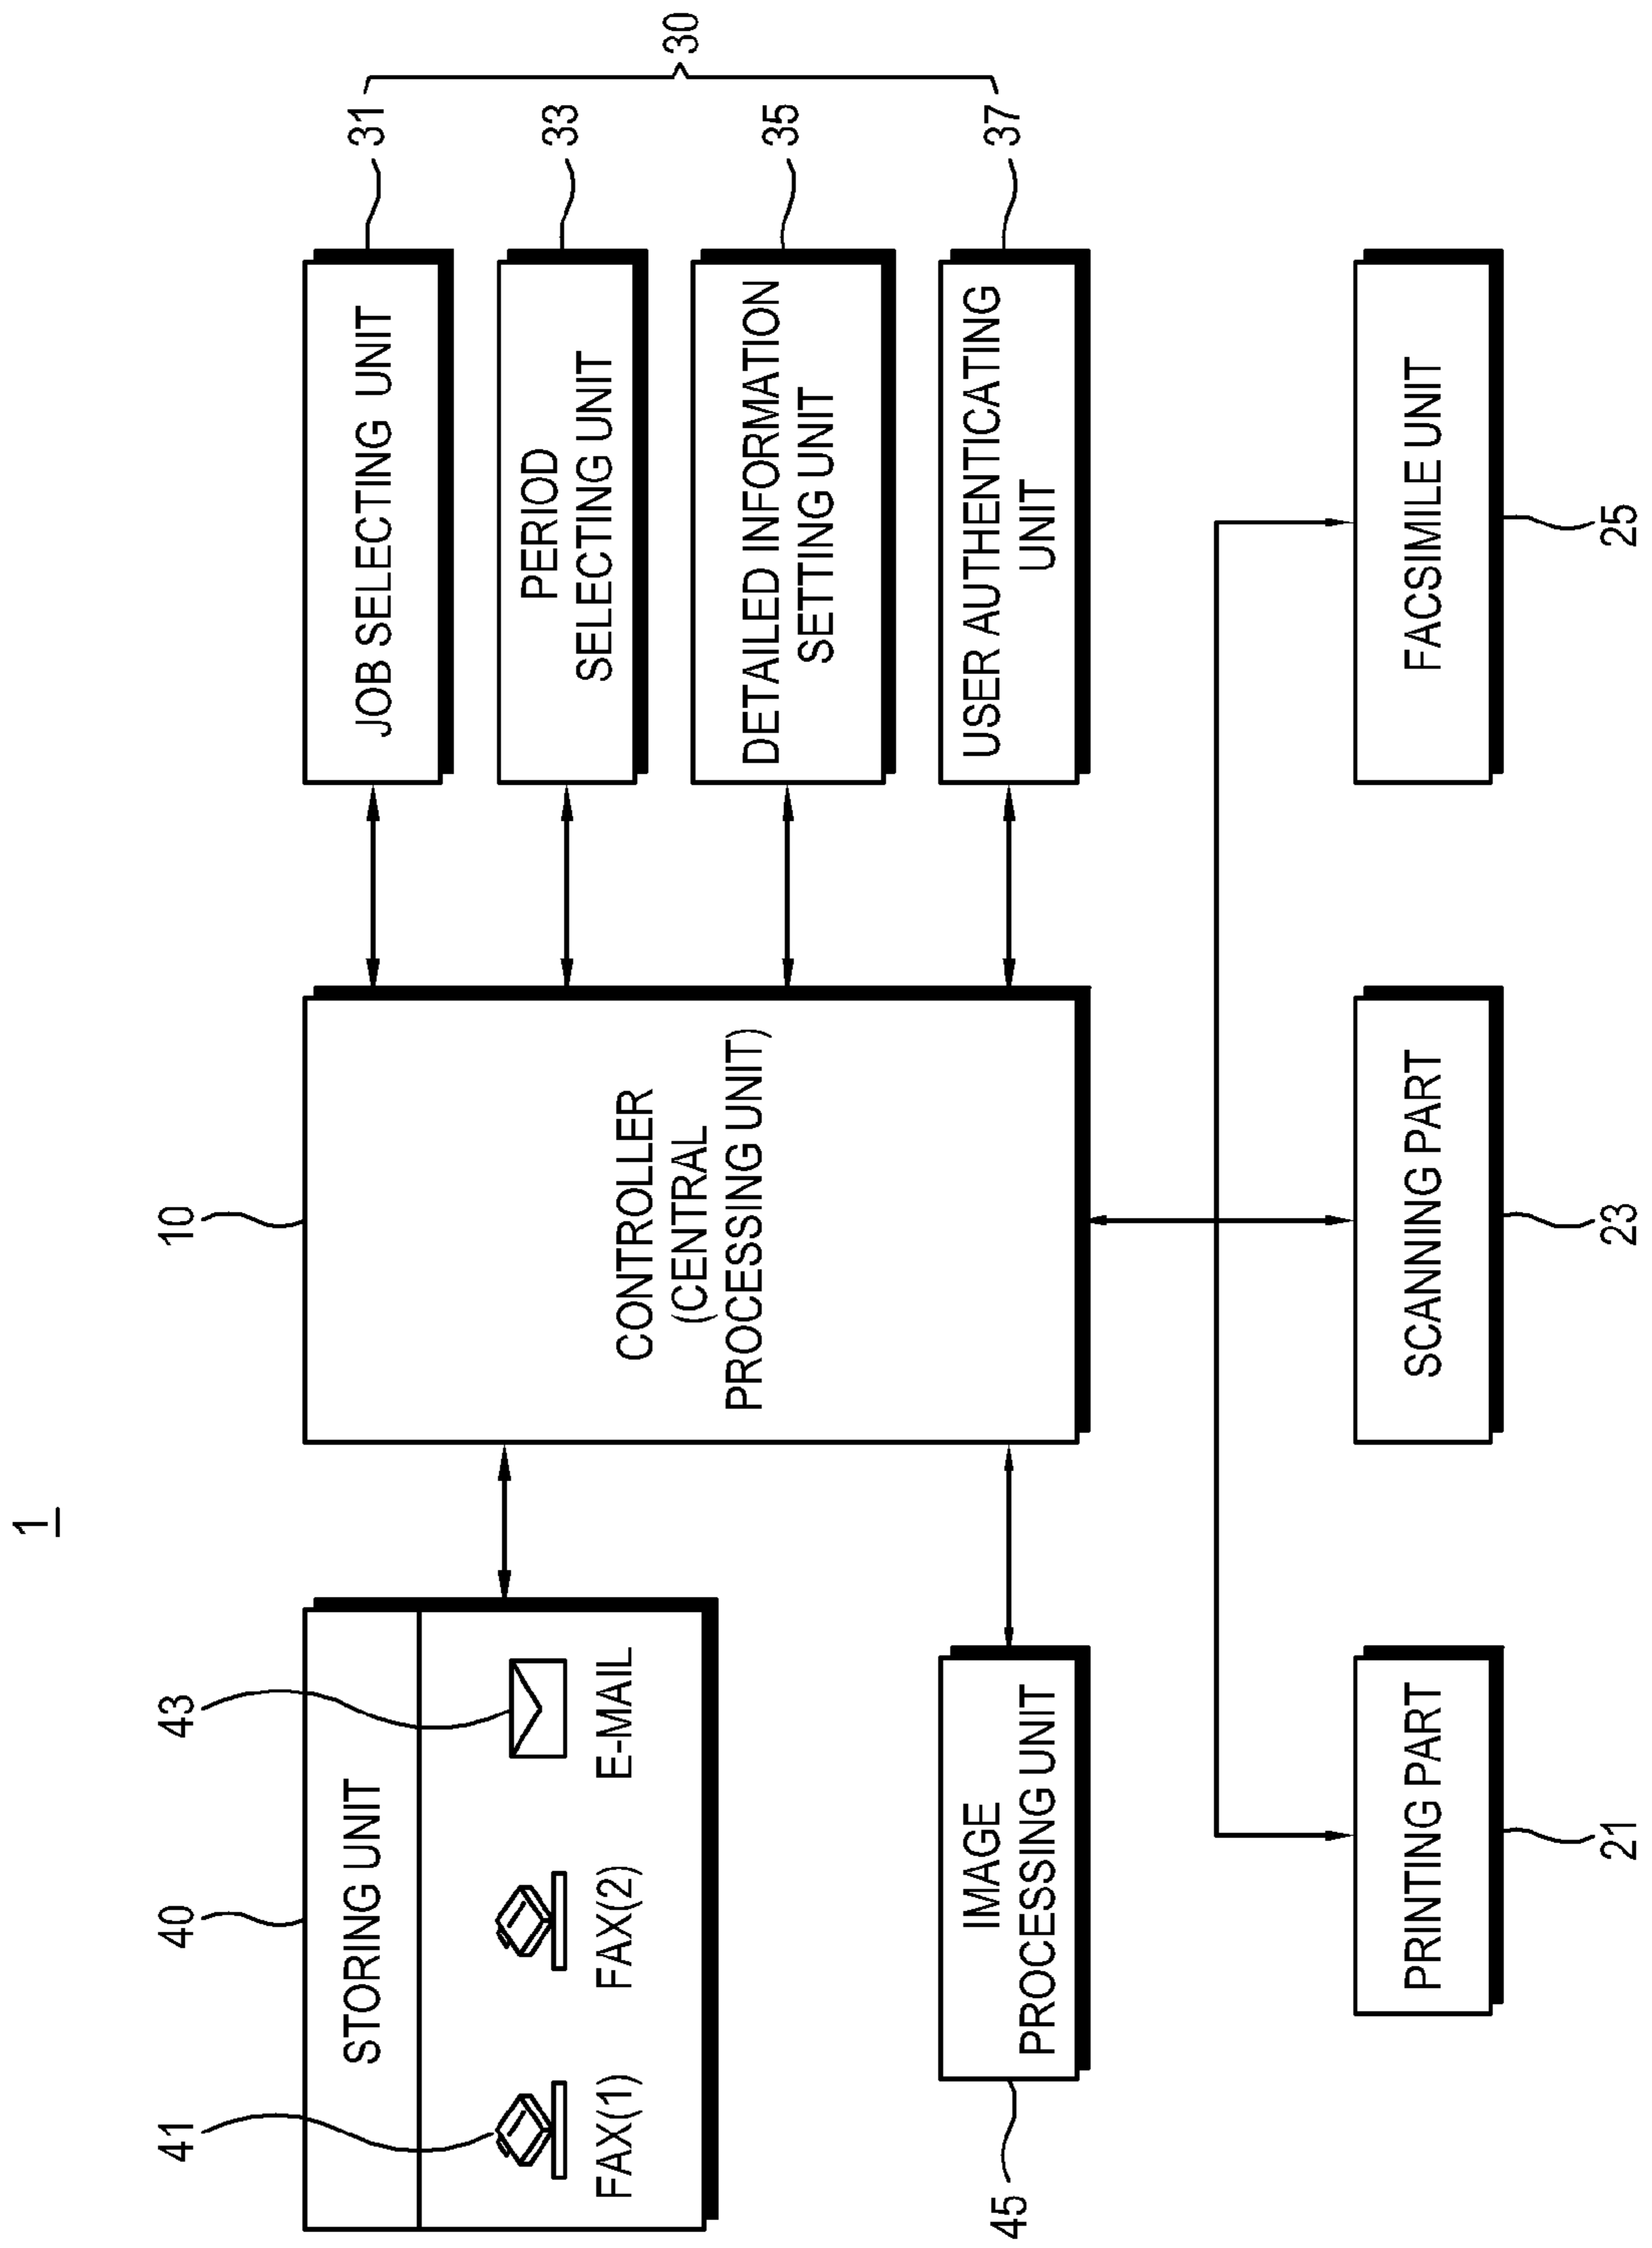 1
40
41
43
STORING UNIT
FAX(1)
FAX(2)
E-MAIL
10
CONTROLLER
(CENTRAL
PROCESSING UNIT)
30
JOB SELECTING UNIT
31
PERIOD
SELECTING UNIT
33
DETAILED INFORMATION
SETTING UNIT
35
USER AUTHENTICATING
UNIT
37
45
IMAGE
PROCESSING UNIT
PRINTING PART
21
SCANNING PART
23
FACSIMILE UNIT
25